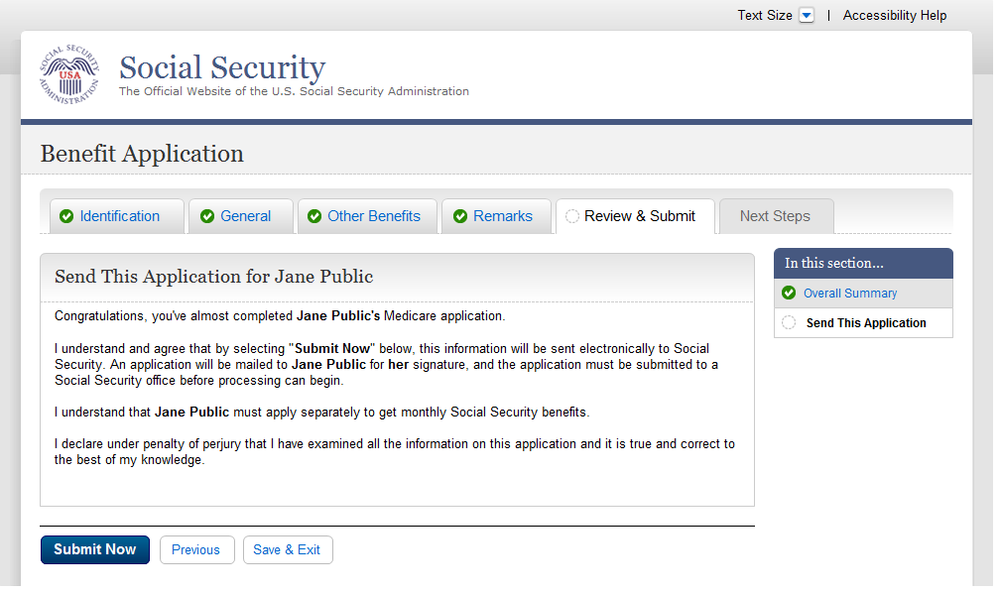 Text Size | Accessibility Help
SOCIAL SECURITY ADMINISTRATION
USA
Social Security
The Official Website of the U.S. Social Security Administration
Benefit Application
Identification General Other Benefits Remarks Review & Submit Next Steps
Send This Application for Jane Public
Congratulations, you've almost completed Jane Public's Medicare application.
I understand and agree that by selecting "Submit Now" below, this information will be sent electronically to Social
Security. An application will be mailed to Jane Public for her signature, and the application must be submitted to a
Social Security office before processing can begin.
I understand that Jane Public must apply separately to get monthly Social Security benefits.
I declare under penalty of perjury that I have examined all the information on this application and it is true and correct to
the best of my knowledge.
In this section...
Overall Summary
Send This Application
Submit Now Previous Save & Exit